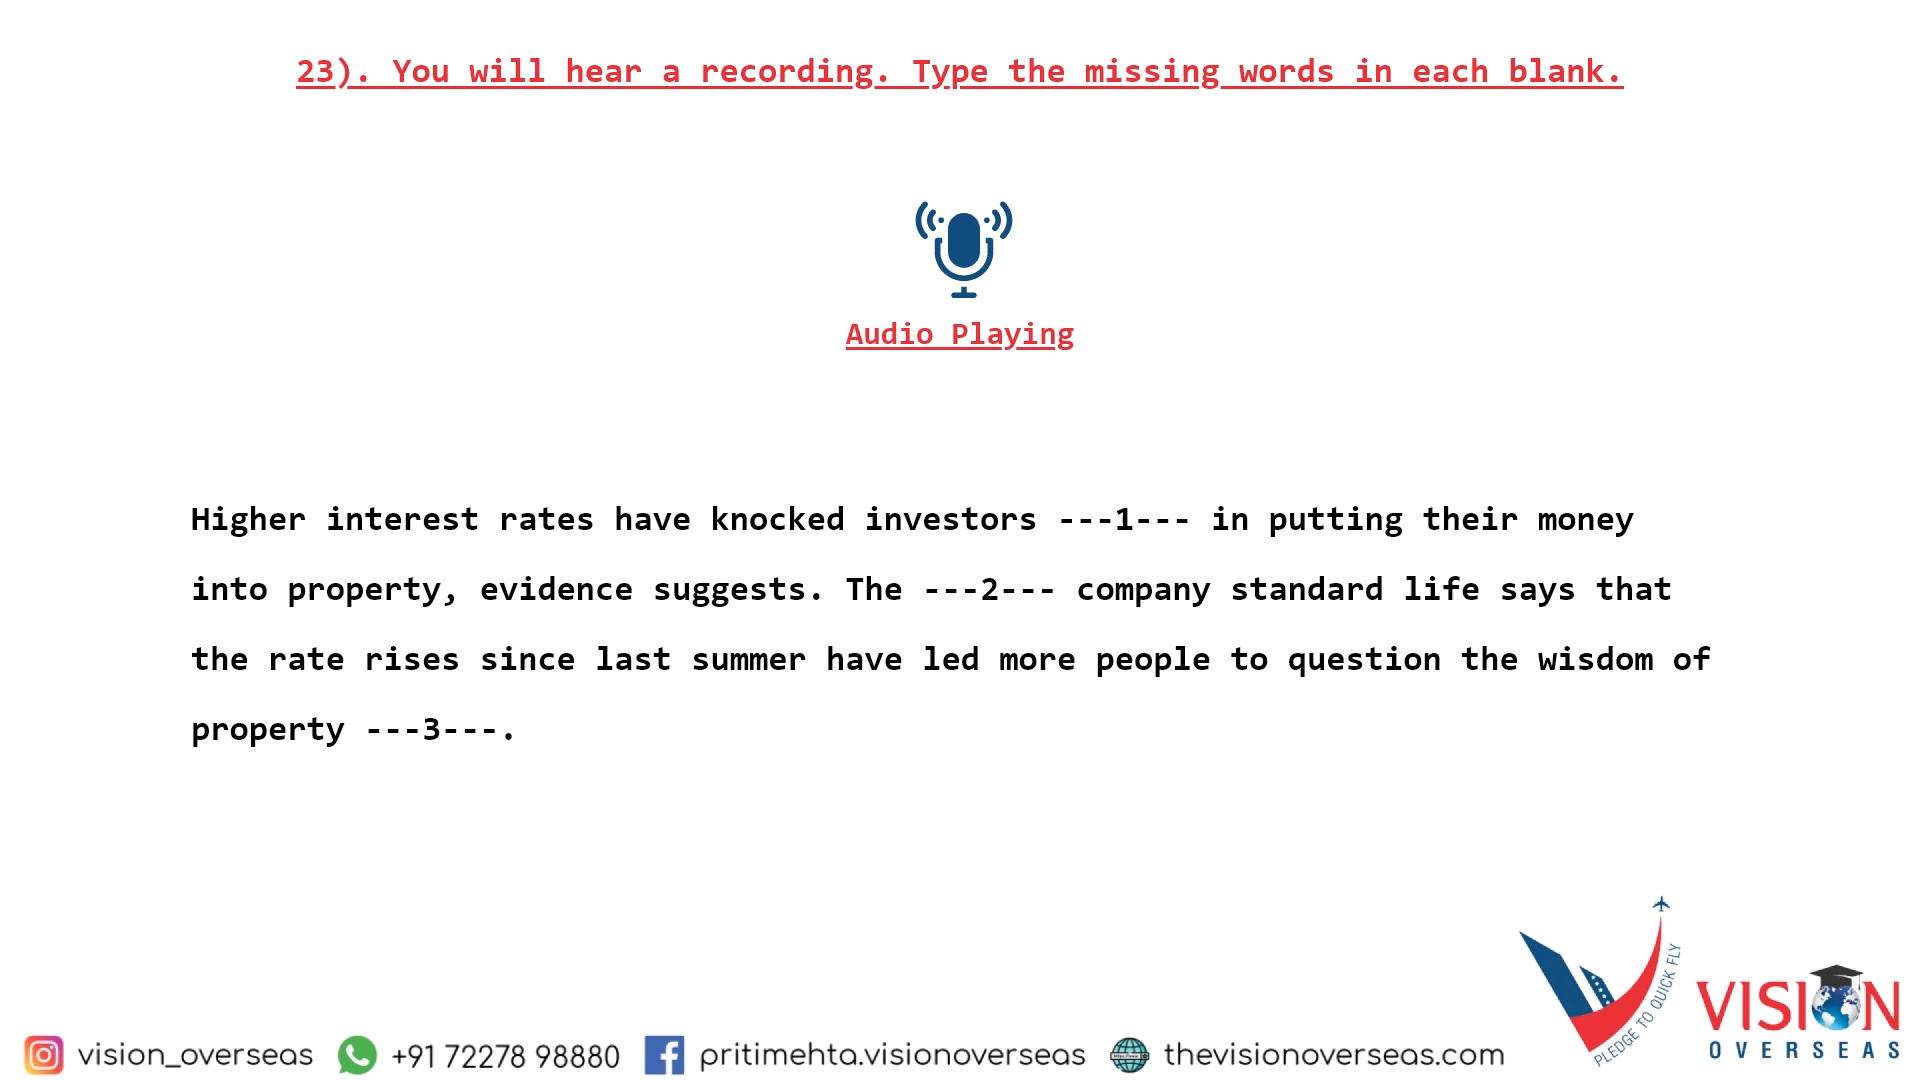 23). You will hear a recording. Type the missing words in each blank.
Audio Playing
Higher interest rates have knocked investors ---1--- in putting their money
into property, evidence suggests. The ---2--- company standard life says that
the rate rises since last summer have led more people to question the wisdom of
property ---3---.
PLEDGE TO QUICK FLY
VISION
OVERSEAS
vision_overseas
+91 72278 98880
pritimehta.visionoverseas
thevisionoverseas.com